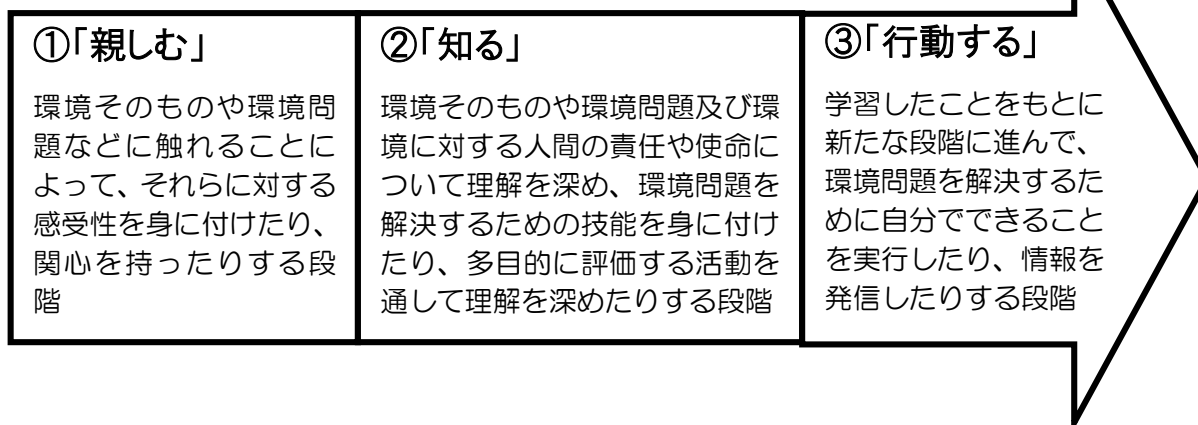 ①「親しむ」
環境そのものや環境問
題などに触れることに
よって、それらに対する
感受性を身に付けたり、
関心を持ったりする段
階
②「知る」
環境そのものや環境問題及び環
境に対する人間の責任や使命に
ついて理解を深め、環境問題を
解決するための技能を身に付け
たり、多目的に評価する活動を
通して理解を深めたりする段階
③「行動する」
学習したことをもとに
新たな段階に進んで、
環境問題を解決するた
めに自分でできること
を実行したり、情報を
発信したりする段階